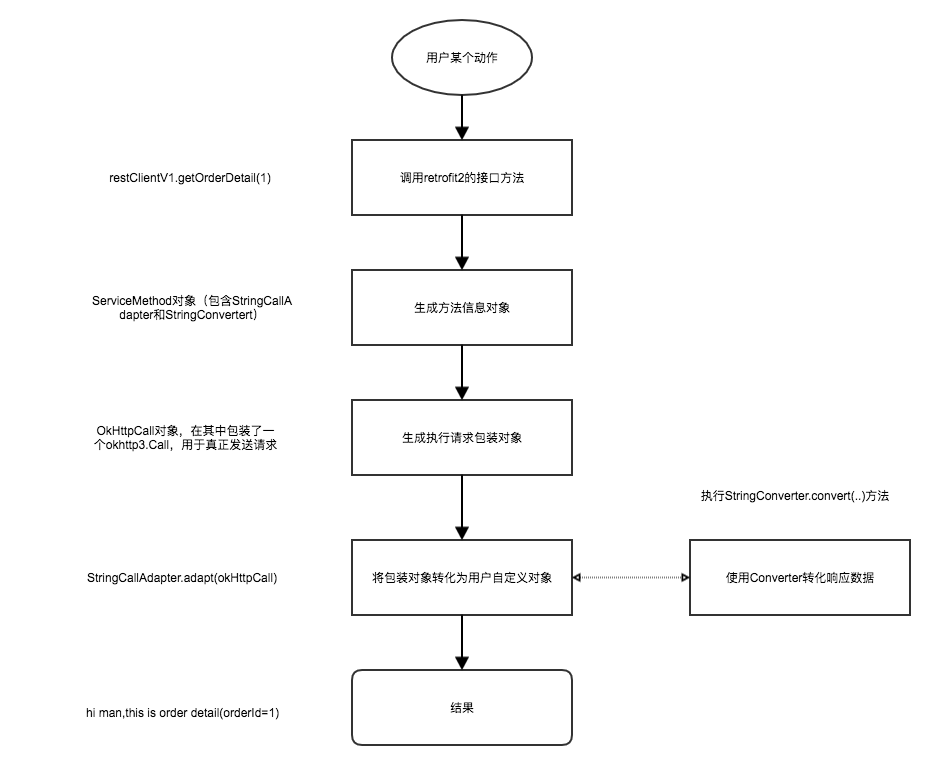 用户某个动作
restClientV1.getOrderDetail(1)
调用retrofit2的接口方法
ServiceMethod对象（包含StringCallA
dapter和StringConvertert）
生成方法信息对象
OkHttpCall对象，在其中包装了一
个okhttp3.Call，用于真正发送请求
生成执行请求包装对象
执行StringConverter.convert(..)方法
StringCallAdapter.adapt(okHttpCall)
将包装对象转化为用户自定义对象
使用Converter转化响应数据
hi man,this is order detail(orderId=1)
结果